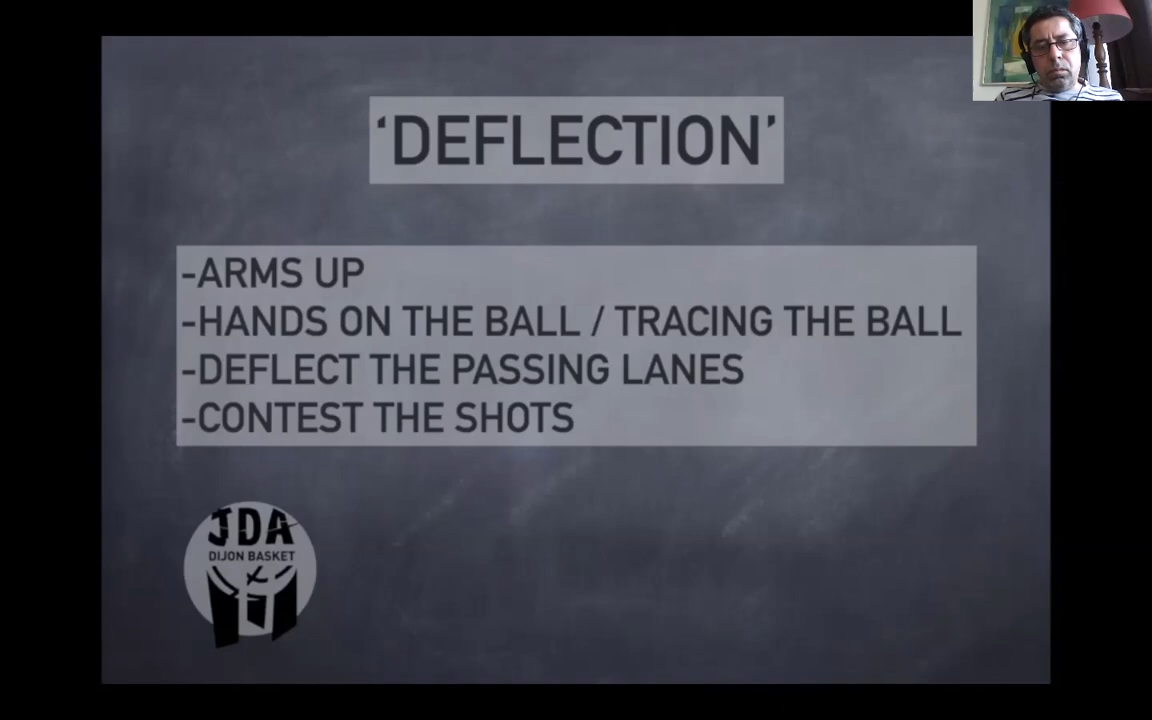 ‘DEFLECTION’
-ARMS UP
-HANDS ON THE BALL / TRACING THE BALL
-DEFLECT THE PASSING LANES
-CONTEST THE SHOTS
JDA
DIJON BASKET